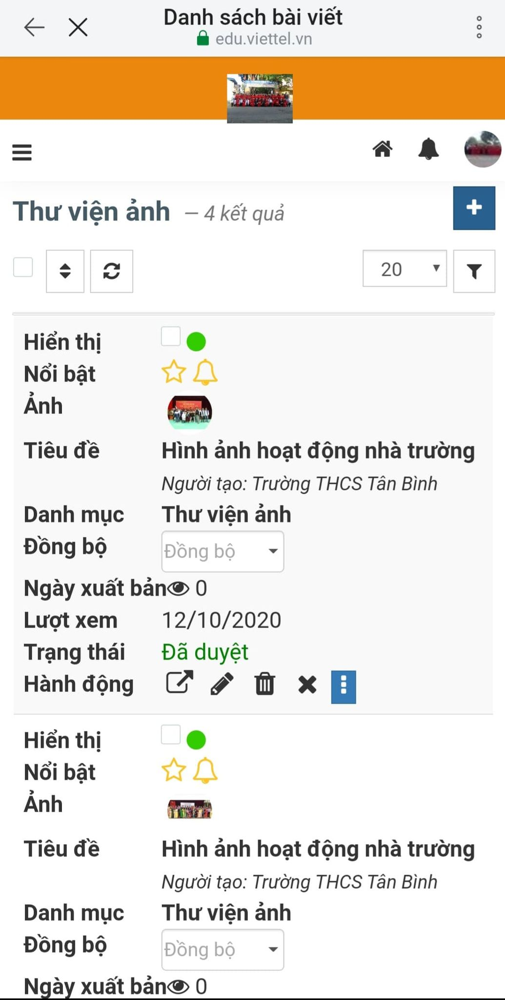 Danh sách bài viết
edu.viettel.vn
Thư viện ảnh – 4 kết quả
20
Hiển thị
Nổi bật
Ảnh
Tiêu đề Hình ảnh hoạt động nhà trường
Người tạo: Trường THCS Tân Bình
Danh mục Thư viện ảnh
Đồng bộ Đồng bộ
Ngày xuất bản 0
Lượt xem 12/10/2020
Trạng thái Đã duyệt
Hành động
Hiển thị
Nổi bật
Ảnh
Tiêu đề Hình ảnh hoạt động nhà trường
Người tạo: Trường THCS Tân Bình
Danh mục Thư viện ảnh
Đồng bộ Đồng bộ
Ngày xuất bản 0